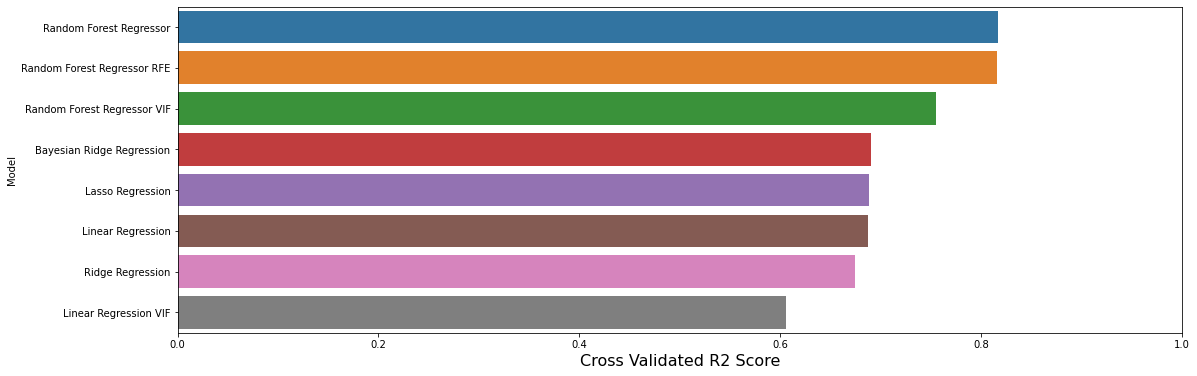 Model
Random Forest Regressor
Random Forest Regressor RFE
Random Forest Regressor VIF
Bayesian Ridge Regression
Lasso Regression
Linear Regression
Ridge Regression
Linear Regression VIF
0.0 0.2 0.4 0.6 0.8 1.0
Cross Validated R2 Score